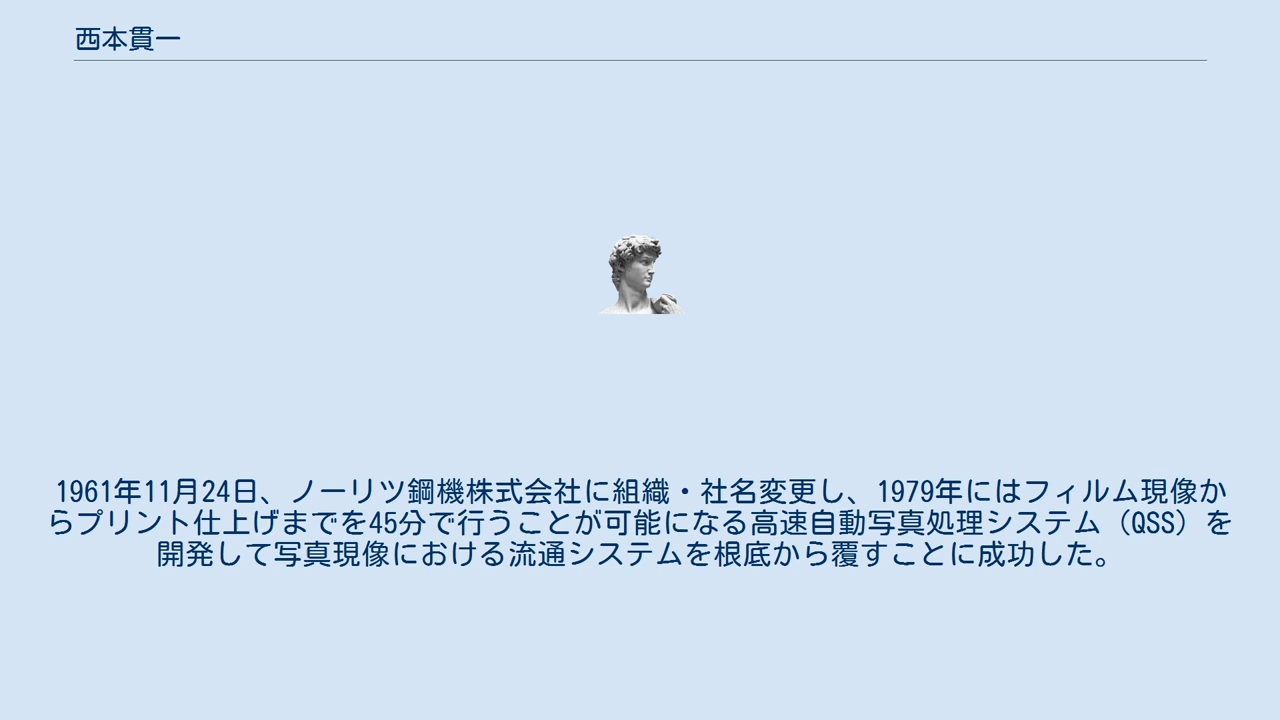 西本貫一
1961年11月24日、ノーリツ鋼機株式会社に組織・社名変更し、1979年にはフィルム現像か
らプリント仕上げまでを45分で行うことが可能になる高速自動写真処理システム（QSS）を
開発して写真現像における流通システムを根底から覆すことに成功した。